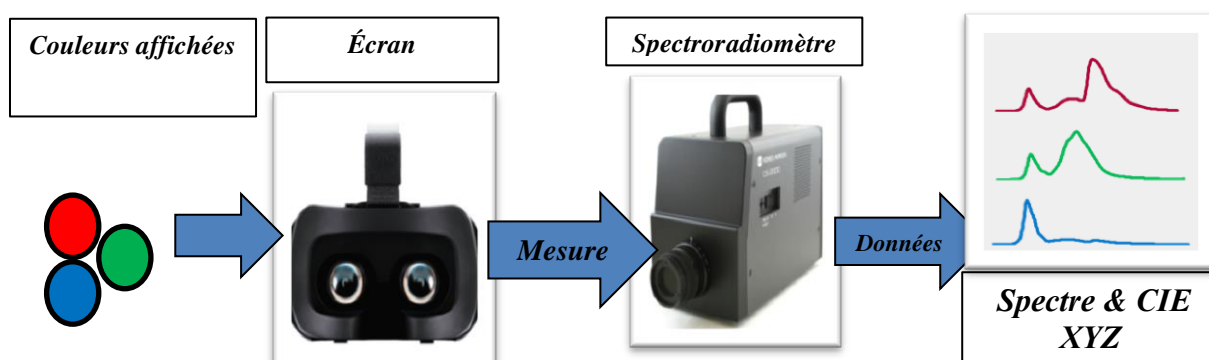 Couleurs affichées
Écran
Spectroradiomètre
Mesure
Données
Spectre & CIE
XYZ